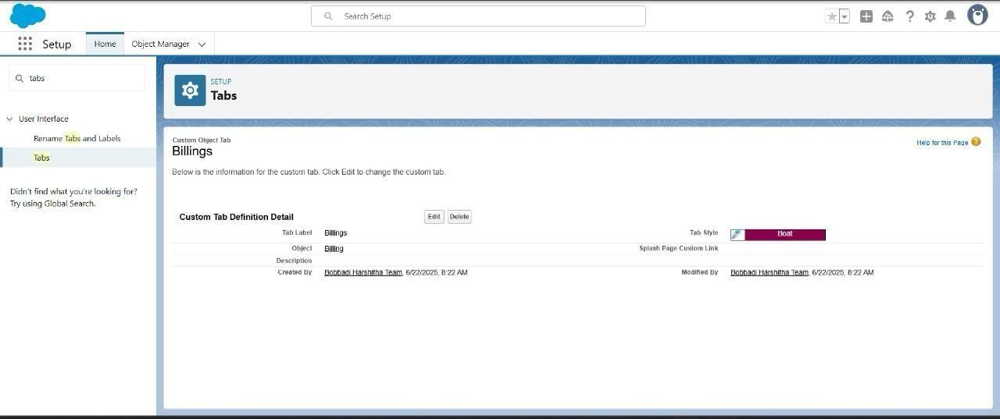 Search Setup
Setup
Home
Object Manager
tabs
User Interface
Rename Tabs and Labels
Tabs
Didn't find what you're looking for?
Try using Global Search.
SETUP
Tabs
Custom Object Tab
Billings
Help for this Page
Below is the information for the custom tab. Click Edit to change the custom tab.
Custom Tab Definition Detail Edit Delete
Tab Label Billings Tab Style Boat
Object Billing Splash Page Custom Link
Description
Created By Bobbadi Harshitha Team, 6/22/2025, 8:22 AM Modified By Bobbadi Harshitha Team, 6/22/2025, 8:22 AM